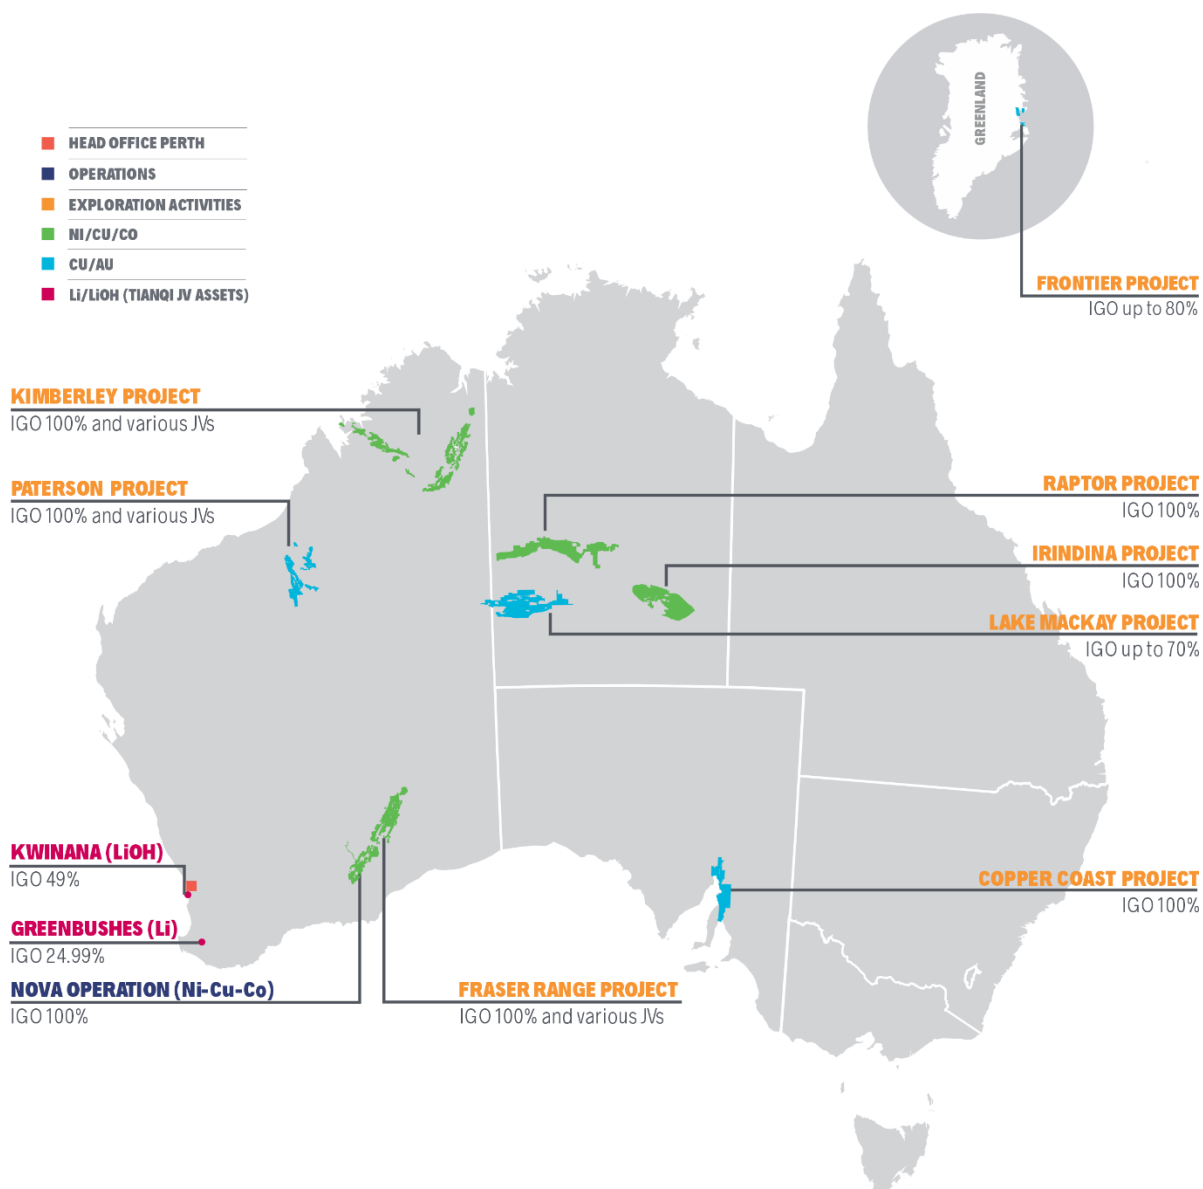 GREENLAND
HEAD OFFICE PERTH
OPERATIONS
EXPLORATION ACTIVITIES
NI/CU/CO
CU/AU
Li/LiOH (TIANQI JV ASSETS)
FRONTIER PROJECT
IGO up to 80%
KIMBERLEY PROJECT
IGO 100% and various JVs
PATERSON PROJECT
IGO 100% and various JVs
RAPTOR PROJECT
IGO 100%
IRINDINA PROJECT
IGO 100%
LAKE MACKAY PROJECT
IGO up to 70%
KWINANA (LiOH)
IGO 49%
COPPER COAST PROJECT
IGO 100%
GREENBUSHES (Li)
IGO 24.99%
NOVA OPERATION (Ni-Cu-Co)
IGO 100%
FRASER RANGE PROJECT
IGO 100% and various JVs